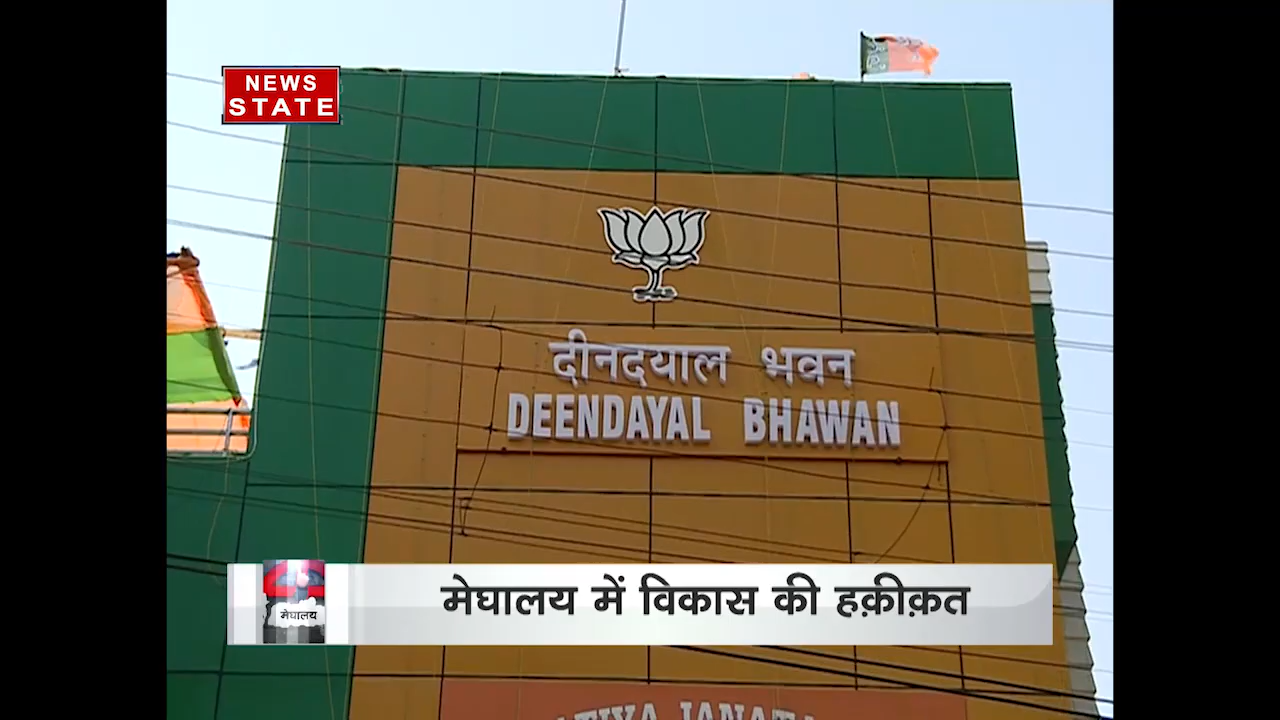 NEWS
STATE
दीनदयाल भवन
DEENDAYAL BHAWAN
मेघालय
मेघालय में विकास की हक़ीक़त